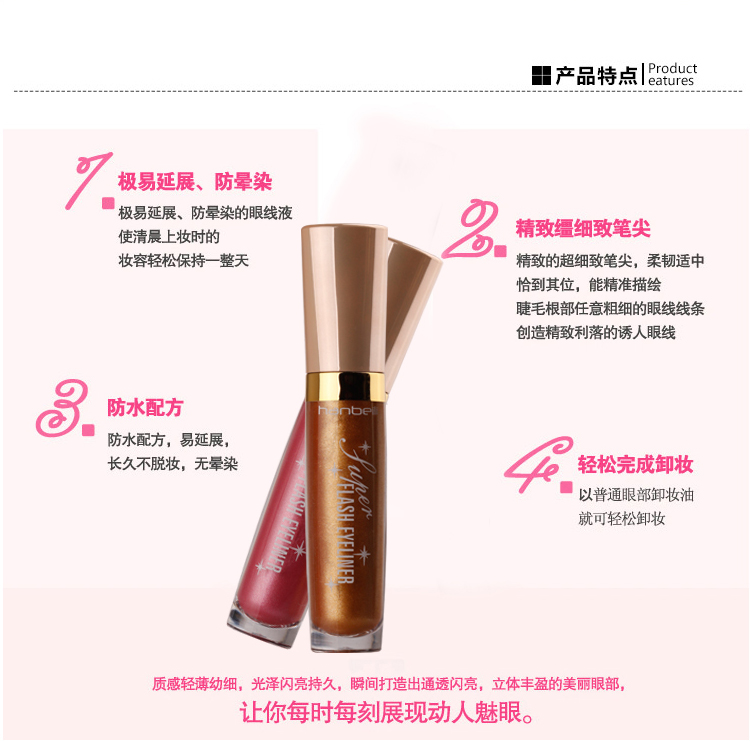 产品特点
Product
eatures
1
极易延展、防晕染
极易延展、防晕染的眼线液
使清晨上妆时的
妆容轻松保持一整天
2
精致缰细致笔尖
精致的超细致笔尖，柔韧适中
恰到其位，能精准描绘
睫毛根部任意粗细的眼线线条
创造精致利落的诱人眼线
3
防水配方
防水配方，易延展，
长久不脱妆，无晕染
4
轻松完成卸妆
以普通眼部卸妆油
就可轻松卸妆
Super
FLASH EYELINER
FLASH EYELINER
质感轻薄幼细，光泽闪亮持久，瞬间打造出通透闪亮，立体丰盈的美丽眼部，
让你每时每刻展现动人魅眼。